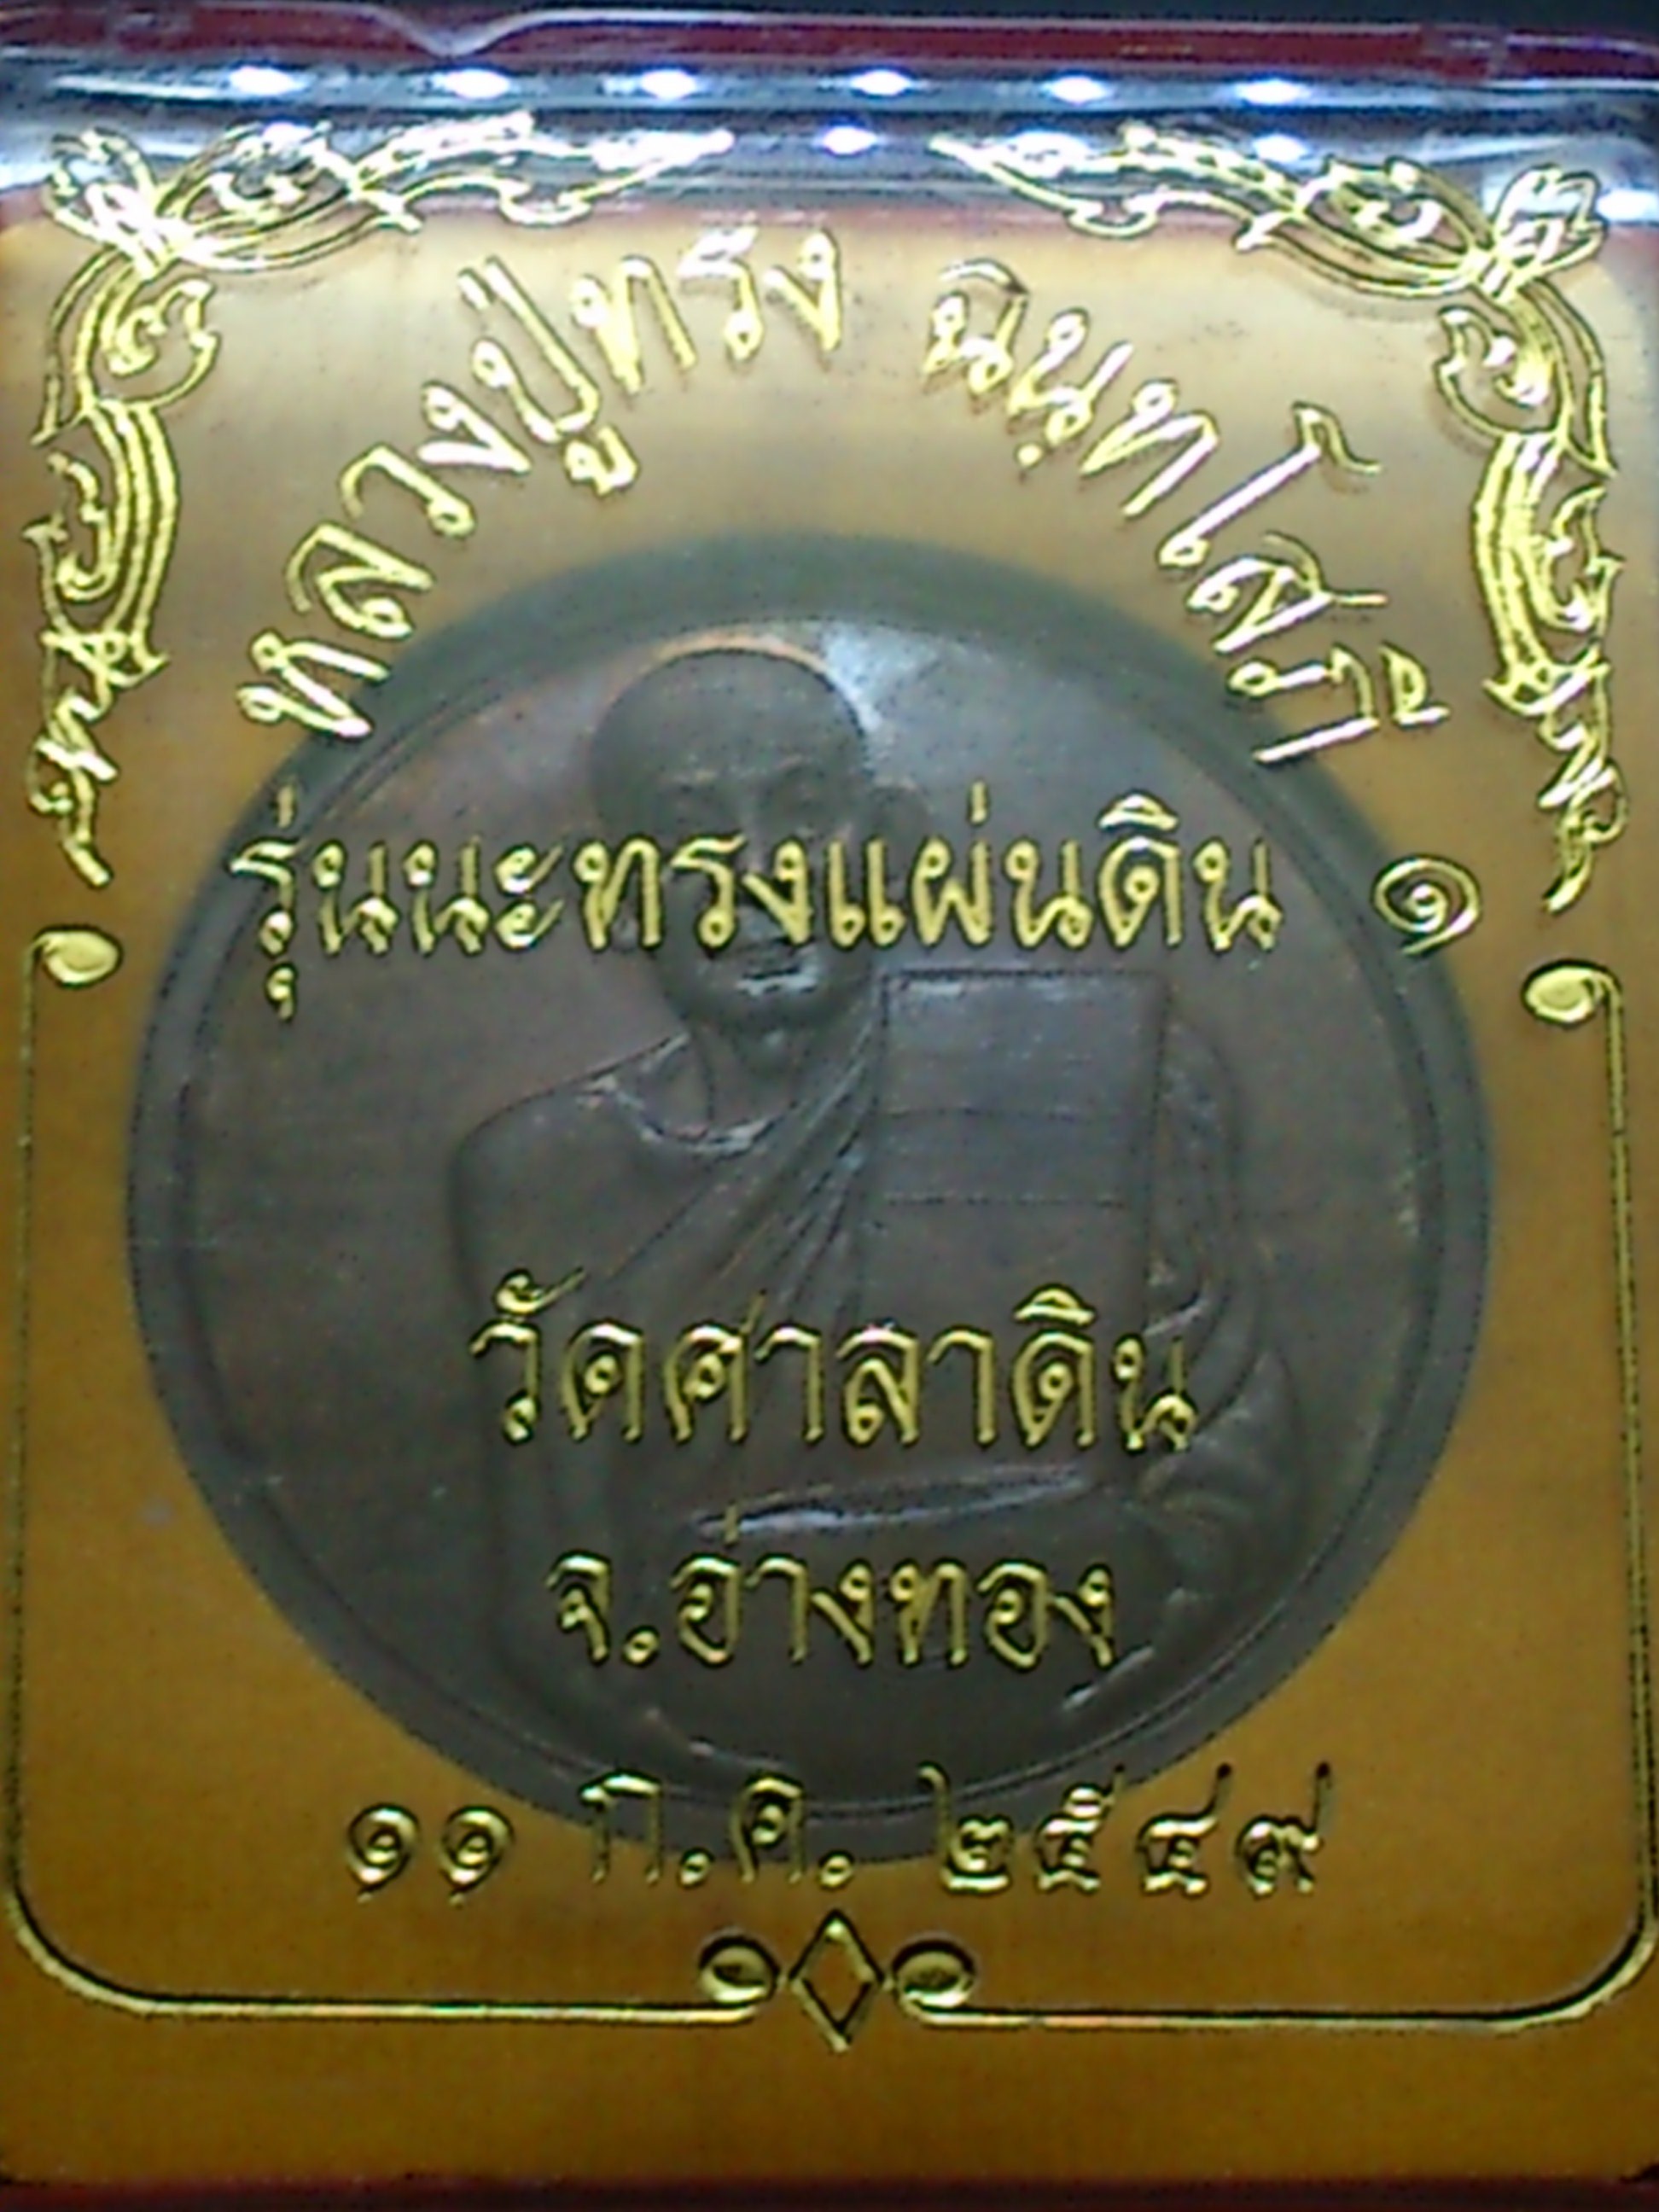 หลวงปู่ทรง ฉนฺทโสภี
รุ่นนะทรงแผ่นดิน ๑
วัดศาลาดิน
จ.อ่างทอง
๑๑ ก.ค. ๒๕๔๙